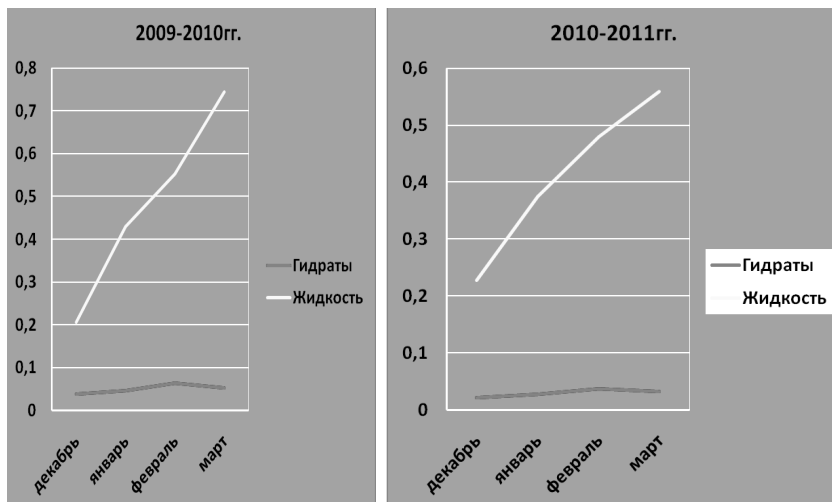 2009-2010гг.
0,8
0,7
0,6
0,5
0,4
0,3
0,2
0,1
0
декабрь
январь
февраль
март
Гидраты
Жидкость
2010-2011гг.
0,6
0,5
0,4
0,3
0,2
0,1
0
декабрь
январь
февраль
март
Гидраты
Жидкость